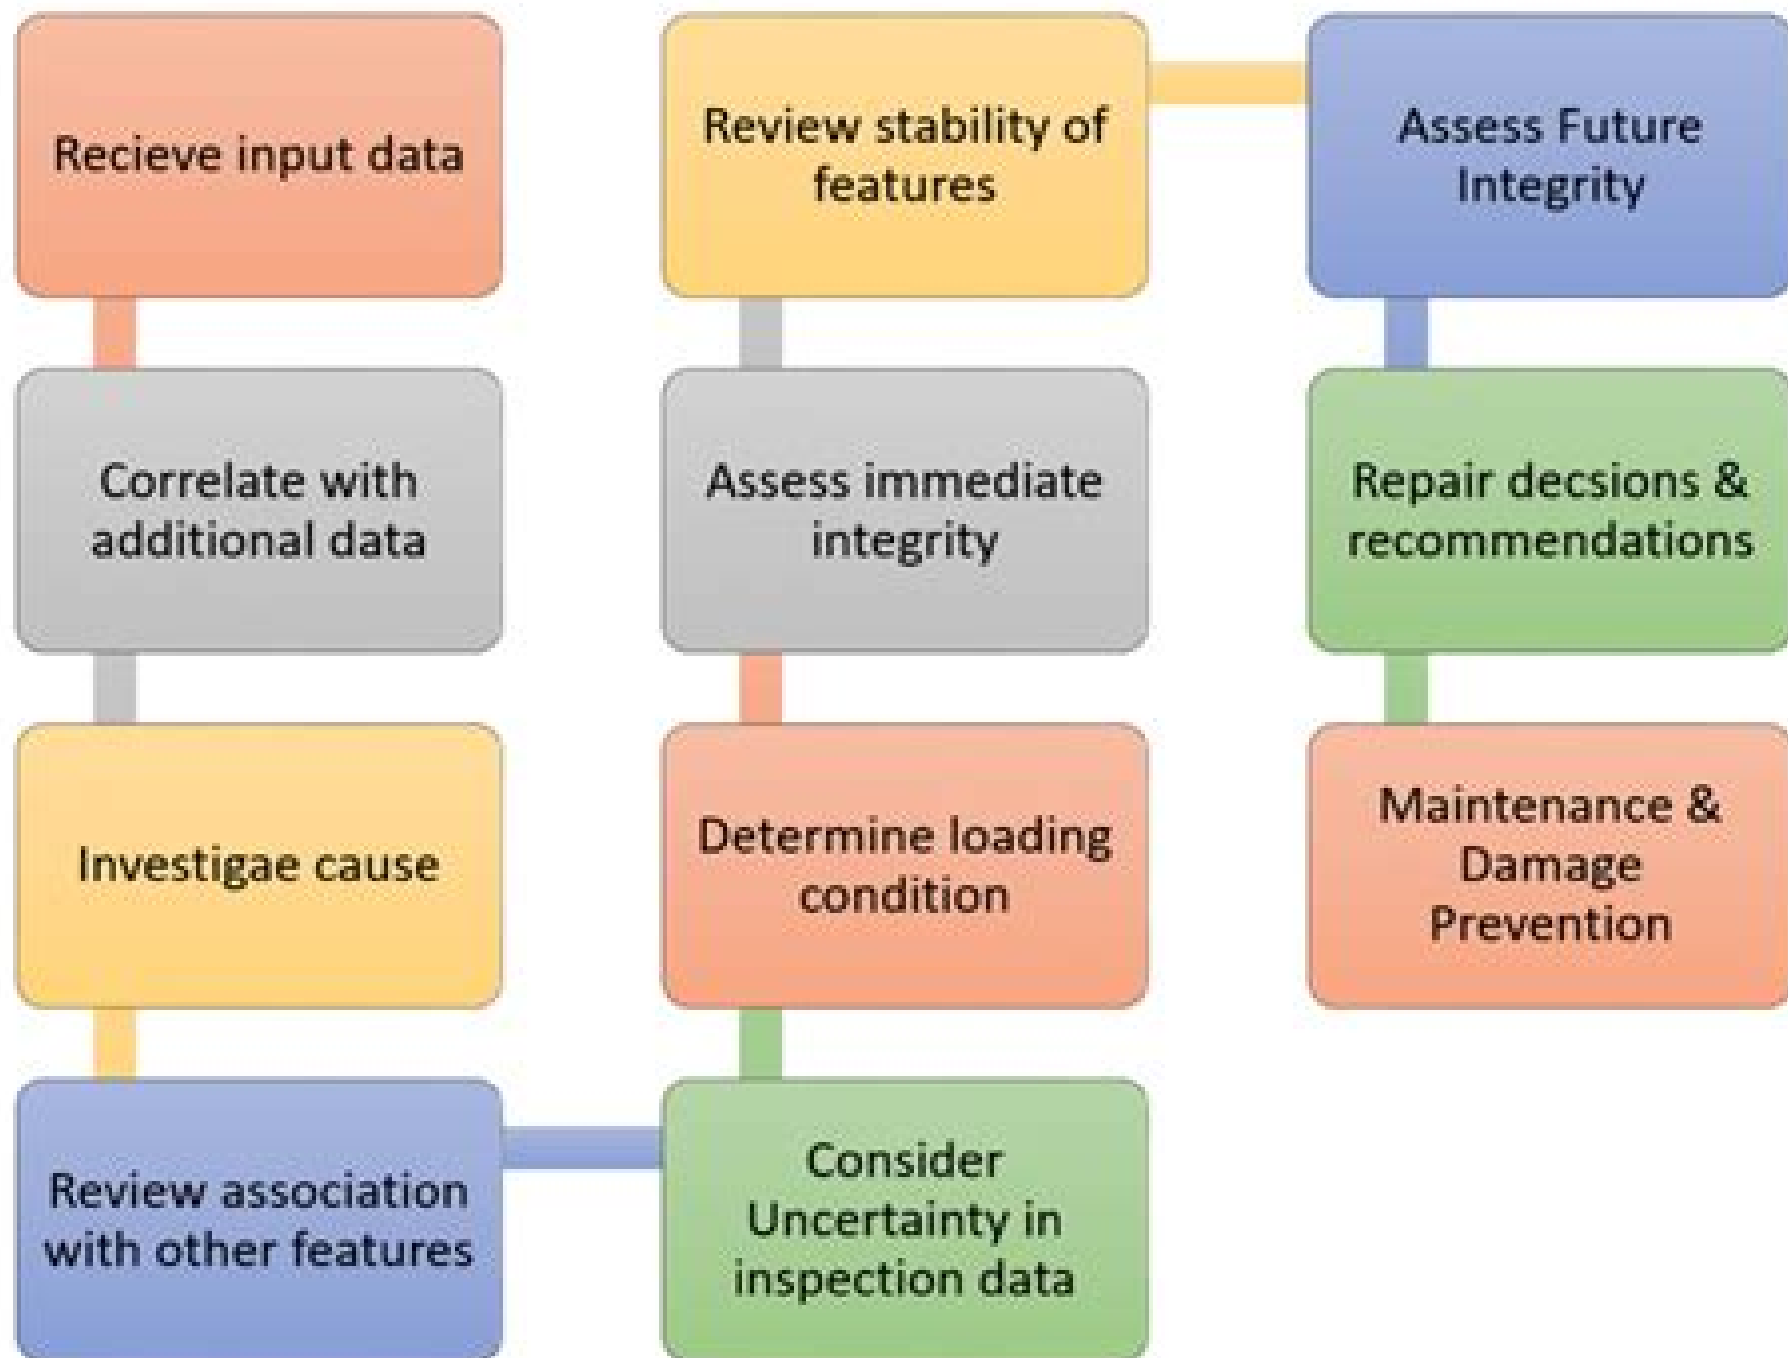 Recieve input data
Correlate with
additional data
Investigae cause
Review association
with other features
Consider
Uncertainty in
inspection data
Determine loading
condition
Assess immediate
integrity
Review stability of
features
Assess Future
Integrity
Repair decsions &
recommendations
Maintenance &
Damage
Prevention